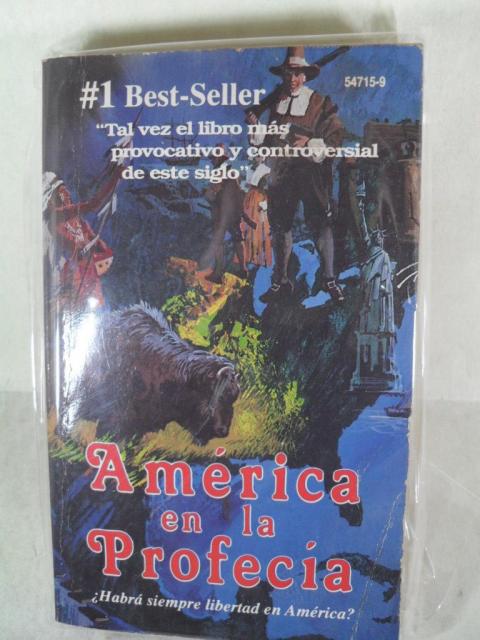 54715-9
#1 Best-Seller
“Tal vez el libro más
provocativo y controversial
de este siglo”
América
en la
Profecía
¿Habrá siempre libertad en América?